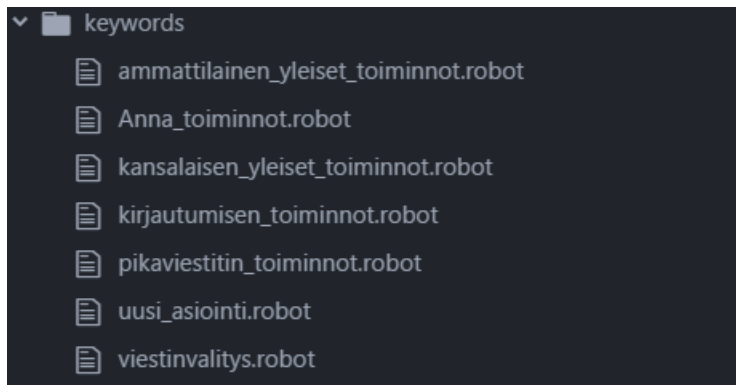 keywords
ammattilainen_yleiset_toiminnot.robot
Anna_toiminnot.robot
kansalaisen_yleiset_toiminnot.robot
kirjautumisen_toiminnot.robot
pikaviestitin_toiminnot.robot
uusi_asiointi.robot
viestinvalitys.robot